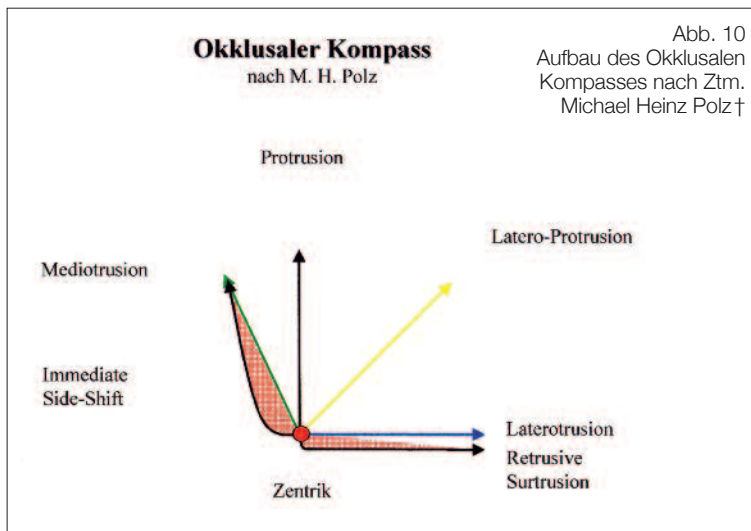 Okklusaler Kompass
nach M. H. Polz
Abb. 10
Aufbau des Okklusalen
Kompasses nach Ztm.
Michael Heinz Polz†
Protrusion
Latero-Protrusion
Mediotrusion
Immediate
Side-Shift
Laterotrusion
Retrusive
Surtrusion
Zentrik